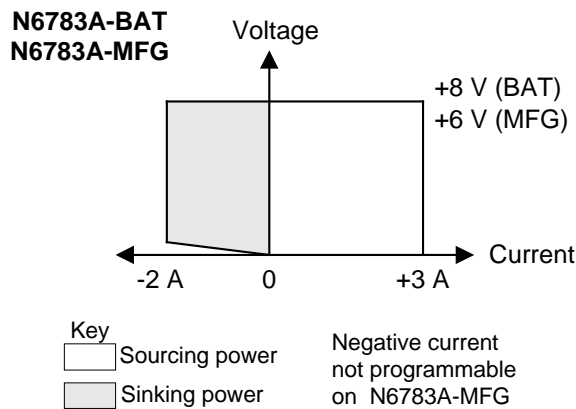 N6783A-BAT
N6783A-MFG
Voltage
+8 V (BAT)
+6 V (MFG)
Current
-2 A
0
+3 A
Key
Sourcing power
Sinking power
Negative current
not programmable
on N6783A-MFG